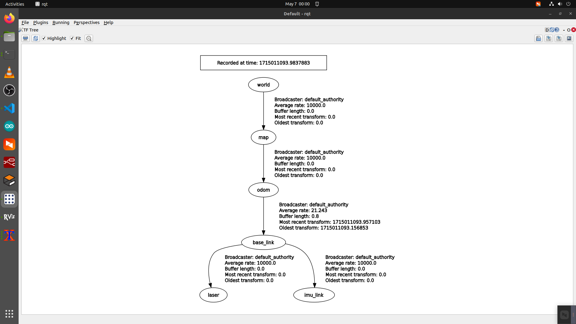 Activities
rqt
May 7 00:00
Default - rqt
File Plugins Running Perspectives Help
TF Tree
Highlight Fit
Recorded at time: 1715011093.9837883
world
Broadcaster: default_authority
Average rate: 10000.0
Buffer length: 0.0
Most recent transform: 0.0
Oldest transform: 0.0
map
Broadcaster: default_authority
Average rate: 10000.0
Buffer length: 0.0
Most recent transform: 0.0
Oldest transform: 0.0
odom
Broadcaster: default_authority
Average rate: 21.243
Buffer length: 0.8
Most recent transform: 1715011093.957103
Oldest transform: 1715011093.156853
base_link
Broadcaster: default_authority
Average rate: 10000.0
Buffer length: 0.0
Most recent transform: 0.0
Oldest transform: 0.0
Broadcaster: default_authority
Average rate: 10000.0
Buffer length: 0.0
Most recent transform: 0.0
Oldest transform: 0.0
laser
imu_link
RViz